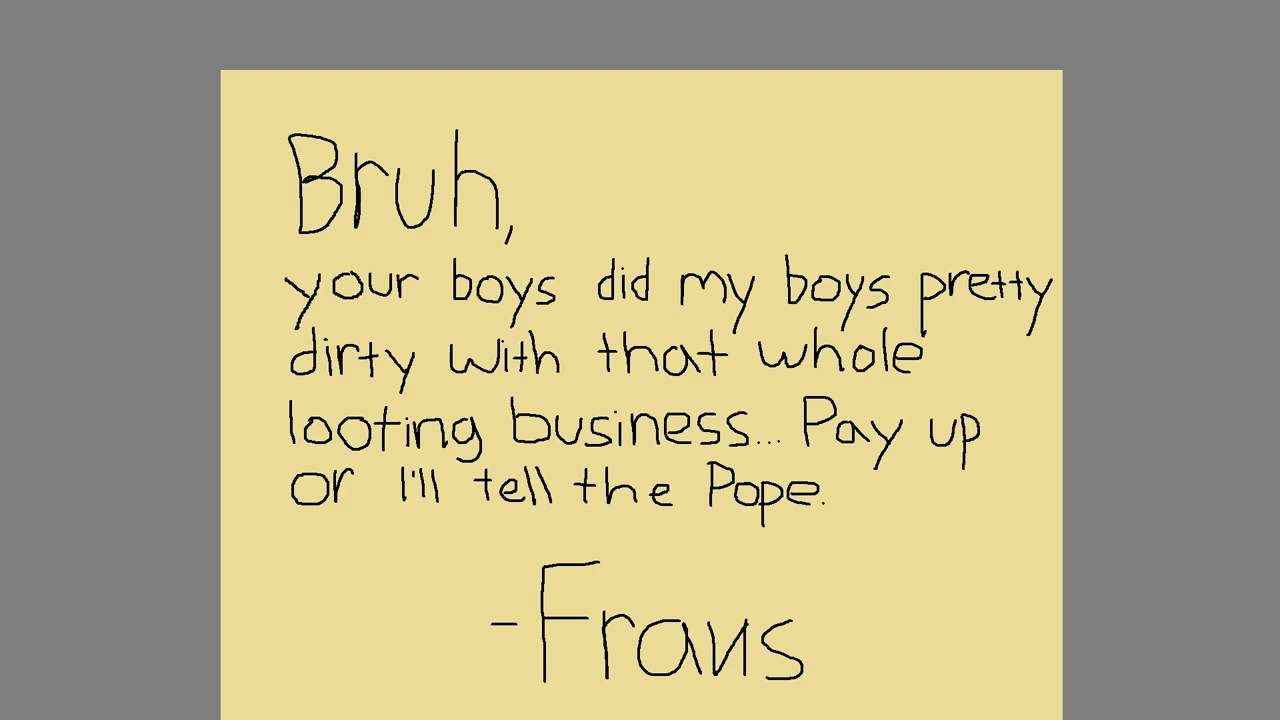 Bruh,
your boys did my boys pretty
dirty with that whole
looting business... Pay up
or I'll tell the Pope.
-Frans